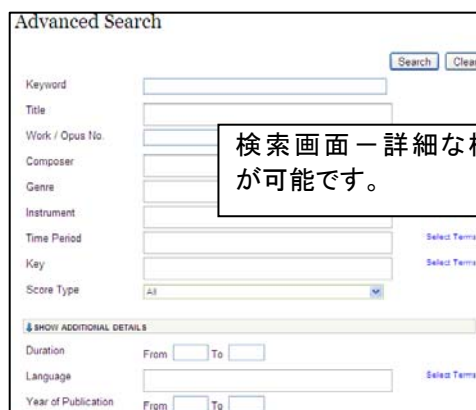 Advanced Search
Search Clear
Keyword
Title
Work / Opus No.
検索画面－詳細な
が可能です。
Composer
Genre
Instrument
Time Period Select Terms
Key Select Terms
Score Type All
SHOW ADDITIONAL DETAILS
Duration From To
Language Select Terms
Year of Publication From To